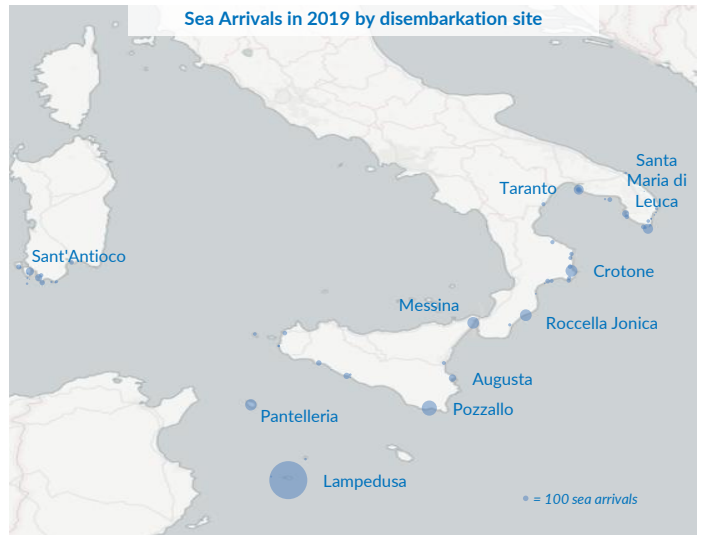 Sea Arrivals in 2019 by disembarkation site
Santa
Maria di
Leuca
Taranto
Sant'Antioco
Crotone
Messina
Roccella Jonica
Augusta
Pozzallo
Pantelleria
Lampedusa
= 100 sea arrivals